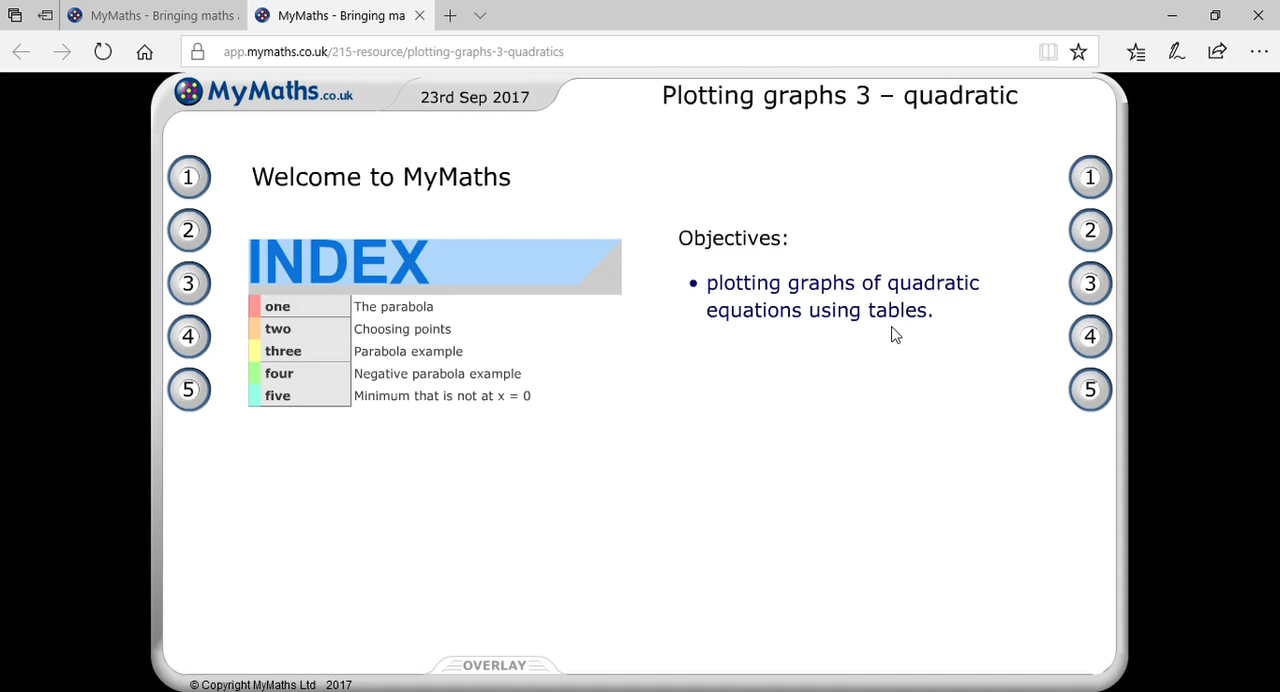 MyMaths - Bringing maths a
MyMaths - Bringing ma
app.mymaths.co.uk/215-resource/plotting-graphs-3-quadratics
MyMaths.co.uk
23rd Sep 2017
Plotting graphs 3 – quadratic
1
Welcome to MyMaths
1
2
2
Objectives:
INDEX
3
• plotting graphs of quadratic
3
equations using tables.
one The parabola
two Choosing points
4
4
three Parabola example
four Negative parabola example
5
five Minimum that is not at x = 0
5
OVERLAY
© Copyright MyMaths Ltd 2017